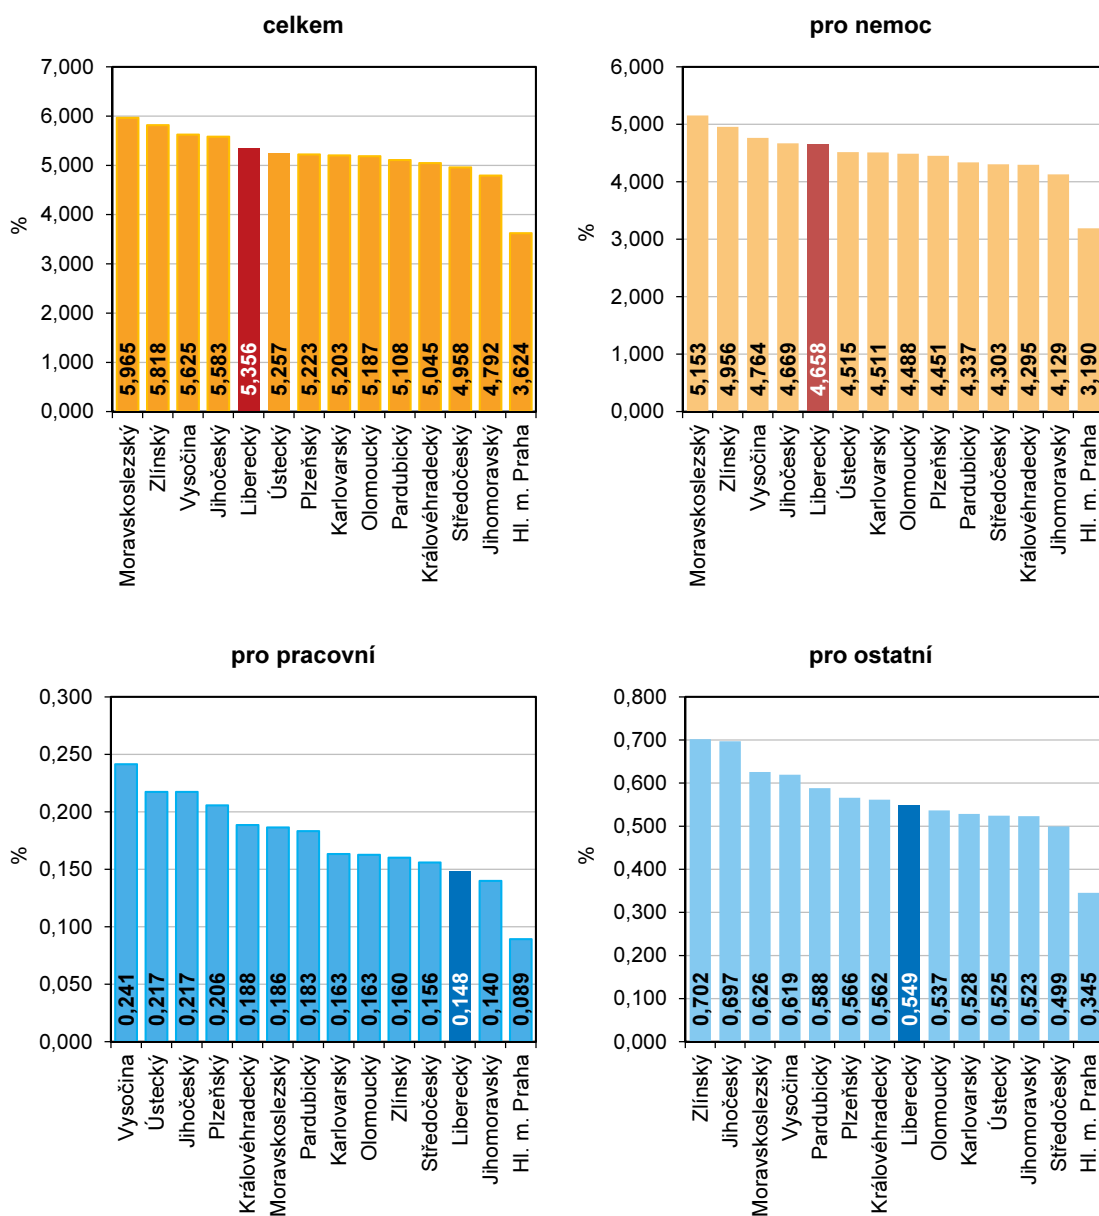 celkem
7,000
6,000
5,000
4,000
3,000
2,000
1,000
0,000
%
5,965
5,818
5,625
5,583
5,356
5,257
5,223
5,203
5,187
5,108
5,045
4,958
4,792
3,624
Moravskoslezský
Zlínský
Vysočina
Jihočeský
Liberecký
Ústecký
Plzeňský
Karlovarský
Olomoucký
Pardubický
Královéhradecký
Středočeský
Jihomoravský
Hl. m. Praha
pro nemoc
6,000
5,000
4,000
3,000
2,000
1,000
0,000
%
5,153
4,956
4,764
4,669
4,658
4,515
4,511
4,488
4,451
4,337
4,303
4,295
4,129
3,190
Moravskoslezský
Zlínský
Vysočina
Jihočeský
Liberecký
Ústecký
Karlovarský
Olomoucký
Plzeňský
Pardubický
Středočeský
Královéhradecký
Jihomoravský
Hl. m. Praha
pro pracovní
0,300
0,250
0,200
0,150
0,100
0,050
0,000
%
0,241
0,217
0,217
0,206
0,188
0,186
0,183
0,163
0,163
0,160
0,156
0,148
0,140
0,089
Vysočina
Ústecký
Jihočeský
Plzeňský
Královéhradecký
Moravskoslezský
Pardubický
Karlovarský
Olomoucký
Zlínský
Středočeský
Liberecký
Jihomoravský
Hl. m. Praha
pro ostatní
0,800
0,700
0,600
0,500
0,400
0,300
0,200
0,100
0,000
%
0,702
0,697
0,626
0,619
0,588
0,566
0,562
0,549
0,537
0,528
0,525
0,523
0,499
0,345
Zlínský
Jihočeský
Moravskoslezský
Vysočina
Pardubický
Plzeňský
Královéhradecký
Liberecký
Olomoucký
Karlovarský
Ústecký
Jihomoravský
Středočeský
Hl. m. Praha